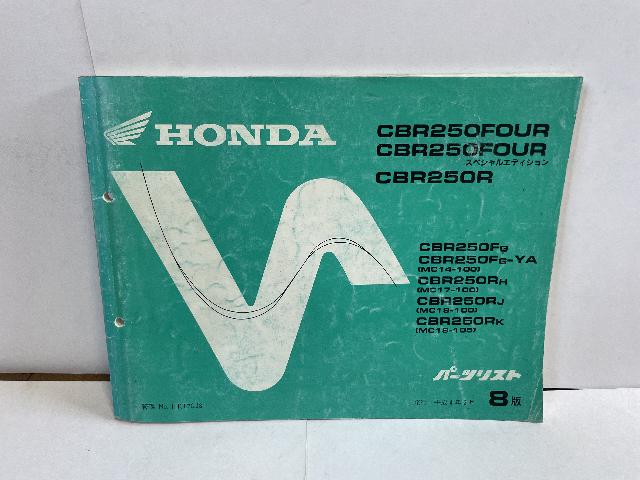 HONDA
CBR250FOUR
CBR250FOUR
スペシャルエディション
CBR250R
CBR250FG
CBR250FG-YA
(MC14-100)
CBR250RH
(MC17-100)
CBR250RJ
(MC19-100)
CBR250RK
(MC19-105)
パーツリスト
8版